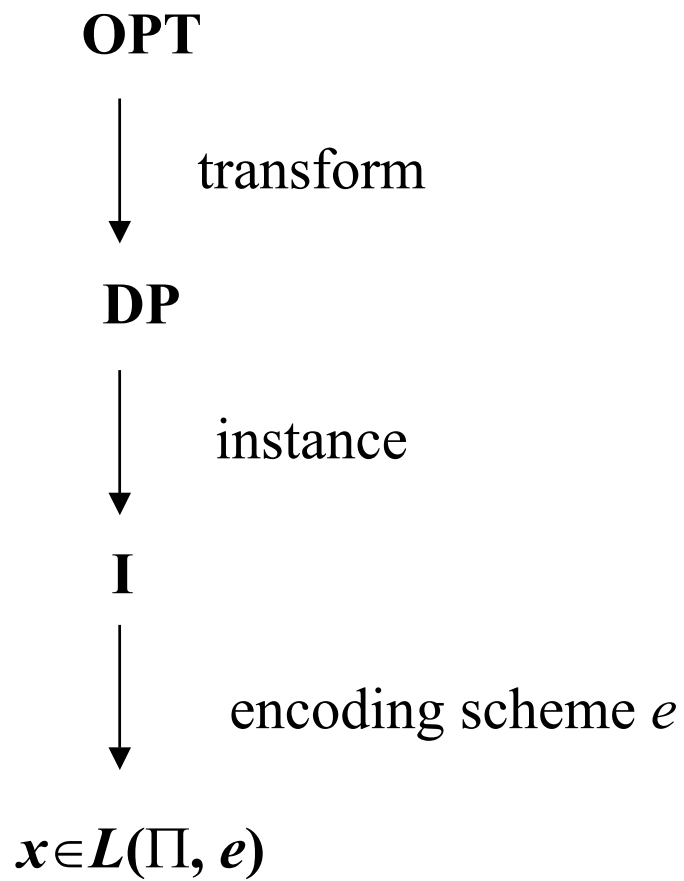 OPT
transform
DP
instance
I
encoding scheme e
x∈L(Π, e)